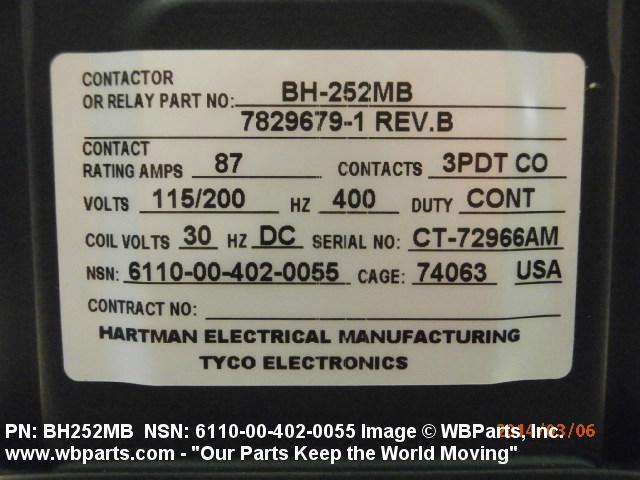 CONTACTOR
OR RELAY PART NO: BH-252MB
7829679-1 REV.B
CONTACT
RATING AMPS 87 CONTACTS 3PDT CO
VOLTS 115/200 HZ 400 DUTY CONT
COIL VOLTS 30 HZ DC SERIAL NO: CT-72966AM
NSN: 6110-00-402-0055 CAGE: 74063 USA
CONTRACT NO:
HARTMAN ELECTRICAL MANUFACTURING
TYCO ELECTRONICS
PN: BH252MB NSN: 6110-00-402-0055 Image © WBParts, Inc.
2014/03/06
www.wbparts.com - "Our Parts Keep the World Moving"